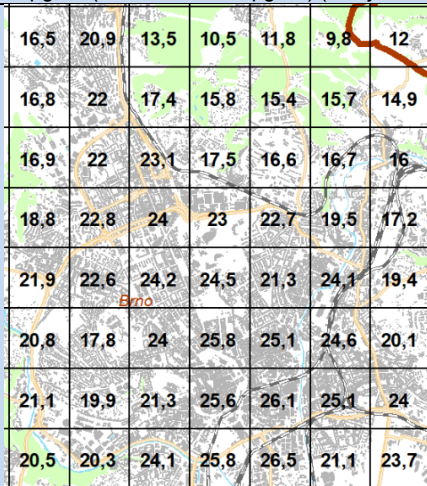 16,5 20,9 13,5 10,5 11,8 9,8 12
16,8 22 17,4 15,8 15,4 15,7 14,9
16,9 22 23,1 17,5 16,6 16,7 16
18,8 22,8 24 23 22,7 19,5 17,2
21,9 22,6 24,2 24,5 21,3 24,1 19,4
Brno
20,8 17,8 24 25,8 25,1 24,6 20,1
21,1 19,9 21,3 25,6 26,1 25,1 24
20,5 20,3 24,1 25,8 26,5 21,1 23,7